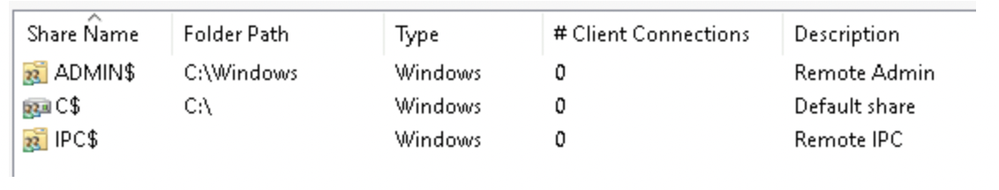 Share Name Folder Path Type # Client Connections Description
ADMIN$ C:\Windows Windows 0 Remote Admin
C$ C:\ Windows 0 Default share
IPC$ Windows 0 Remote IPC